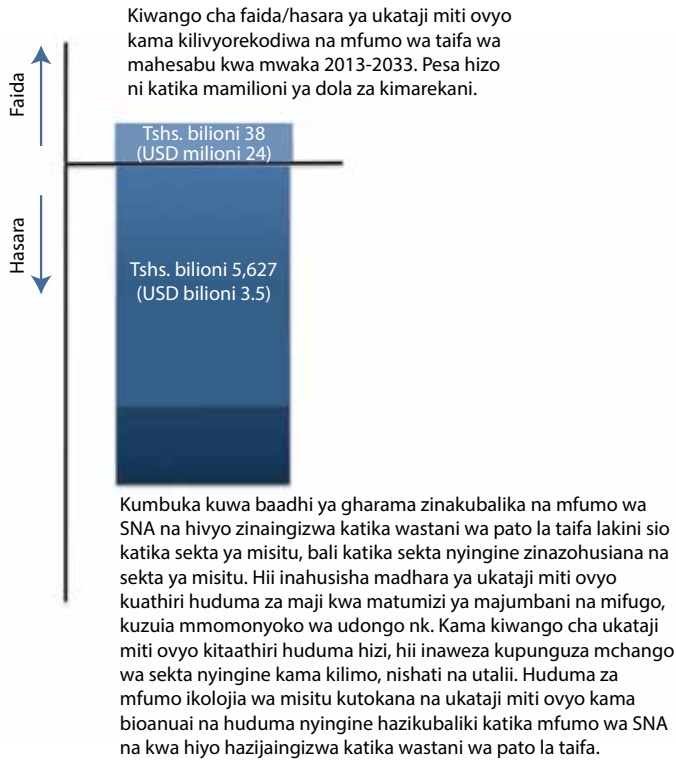 Kiwango cha faida/hasara ya ukataji miti ovyo
kama kilivyorekodiwa na mfumo wa taifa wa
mahesabu kwa mwaka 2013-2033. Pesa hizo
ni katika mamilioni ya dola za kimarekani.
Faida
Tshs. bilioni 38
(USD milioni 24)
Hasara
Tshs. bilioni 5,627
(USD bilioni 3.5)
Kumbuka kuwa baadhi ya gharama zinakubalika na mfumo wa
SNA na hivyo zinaingizwa katika wastani wa pato la taifa lakini sio
katika sekta ya misitu, bali katika sekta nyingine zinazohusiana na
sekta ya misitu. Hii inahusisha madhara ya ukataji miti ovyo
kuathiri huduma za maji kwa matumizi ya majumbani na mifugo,
kuzuia mmomonyoko wa udongo nk. Kama kiwango cha ukataji
miti ovyo kitaathiri huduma hizi, hii inaweza kupunguza mchango
wa sekta nyingine kama kilimo, nishati na utalii. Huduma za
mfumo ikolojia wa misitu kutokana na ukataji miti ovyo kama
bioanuai na huduma nyingine hazikubaliki katika mfumo wa SNA
na kwa hiyo hazijaingizwa katika wastani wa pato la taifa.